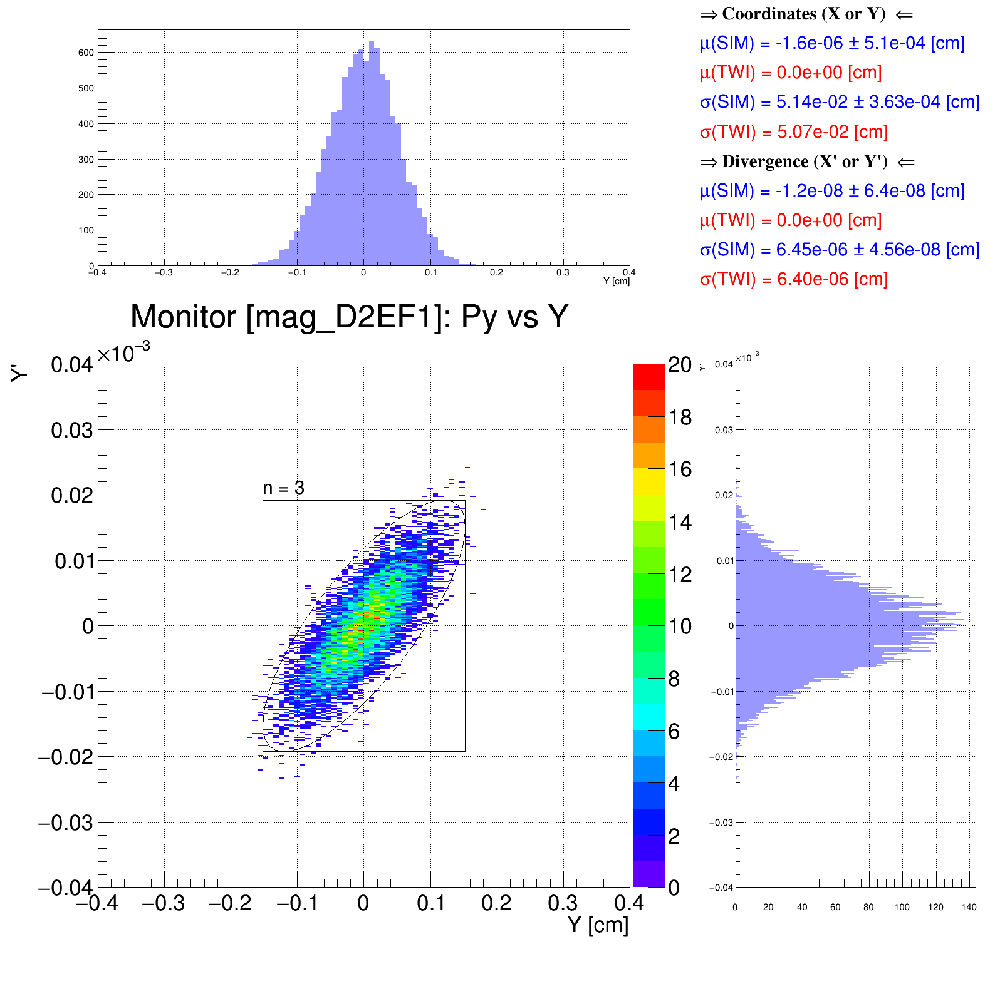 ⇒ Coordinates (X or Y) ⇐
μ(SIM) = -1.6e-06 ± 5.1e-04 [cm]
μ(TWI) = 0.0e+00 [cm]
σ(SIM) = 5.14e-02 ± 3.63e-04 [cm]
σ(TWI) = 5.07e-02 [cm]
⇒ Divergence (X' or Y') ⇐
μ(SIM) = -1.2e-08 ± 6.4e-08 [cm]
μ(TWI) = 0.0e+00 [cm]
σ(SIM) = 6.45e-06 ± 4.56e-08 [cm]
σ(TWI) = 6.40e-06 [cm]
600
500
400
300
200
100
0
−0.4 −0.3 −0.2 −0.1 0 0.1 0.2 0.3 0.4
Y [cm]
Monitor [mag_D2EF1]: Py vs Y
×10⁻³
Y'
0.04
0.03
0.02
0.01
0
−0.01
−0.02
−0.03
−0.04
n = 3
−0.4 −0.3 −0.2 −0.1 0 0.1 0.2 0.3 0.4
Y [cm]
20
18
16
14
12
10
8
6
4
2
0
×10⁻³
Y'
0.04
0.03
0.02
0.01
0
−0.01
−0.02
−0.03
−0.04
0 20 40 60 80 100 120 140